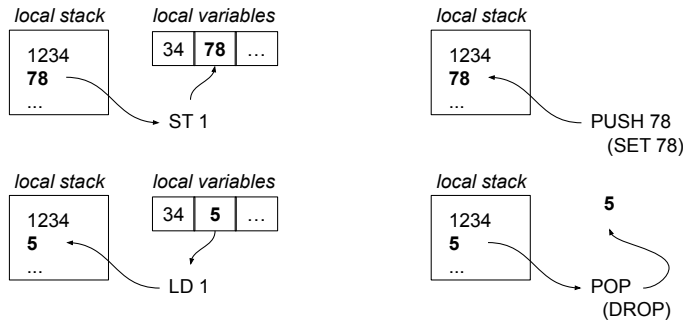 local stack
1234
78
...
local variables
34 78 ...
ST 1
local stack
1234
78
...
PUSH 78
(SET 78)
local stack
1234
5
...
local variables
34 5 ...
LD 1
local stack
1234
5
...
5
POP
(DROP)